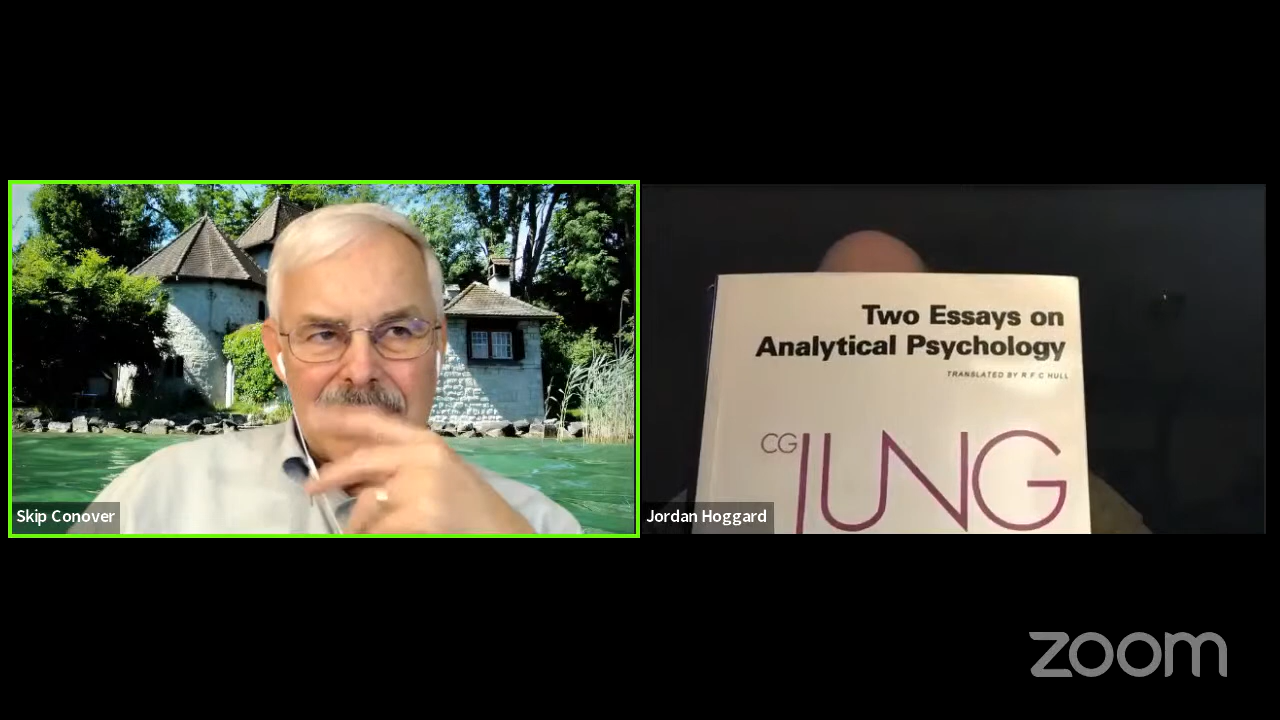 Two Essays on
Analytical Psychology
TRANSLATED BY R F C HULL
CG JUNG
Skip Conover
Jordan Hoggard
zoom